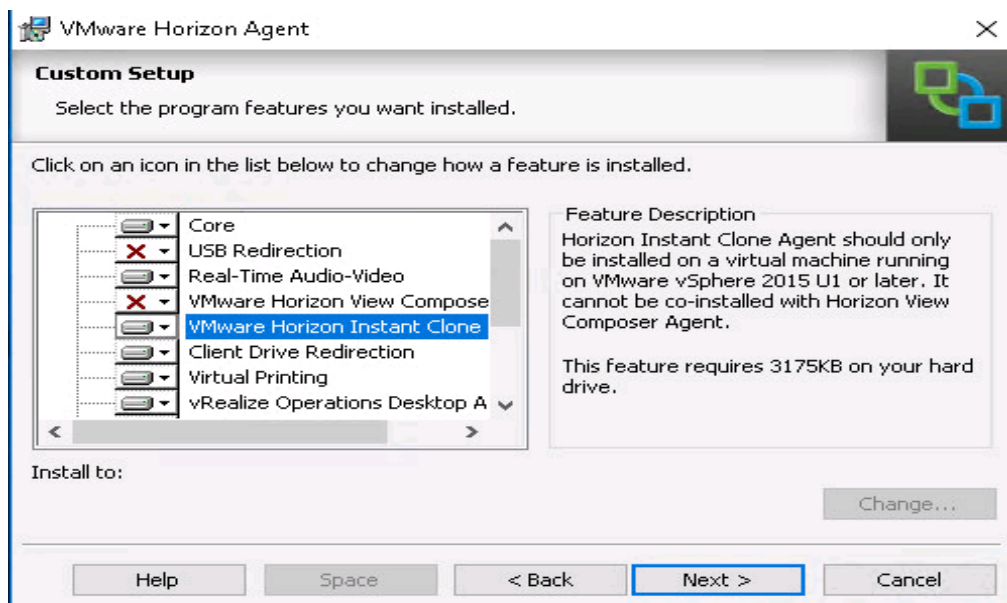 VMware Horizon Agent
Custom Setup
Select the program features you want installed.
Click on an icon in the list below to change how a feature is installed.
Core
USB Redirection
Real-Time Audio-Video
VMware Horizon View Compose
VMware Horizon Instant Clone
Client Drive Redirection
Virtual Printing
vRealize Operations Desktop A
Feature Description
Horizon Instant Clone Agent should only
be installed on a virtual machine running
on VMware vSphere 2015 U1 or later. It
cannot be co-installed with Horizon View
Composer Agent.
This feature requires 3175KB on your hard
drive.
Install to:
Change...
Help
Space
< Back
Next >
Cancel